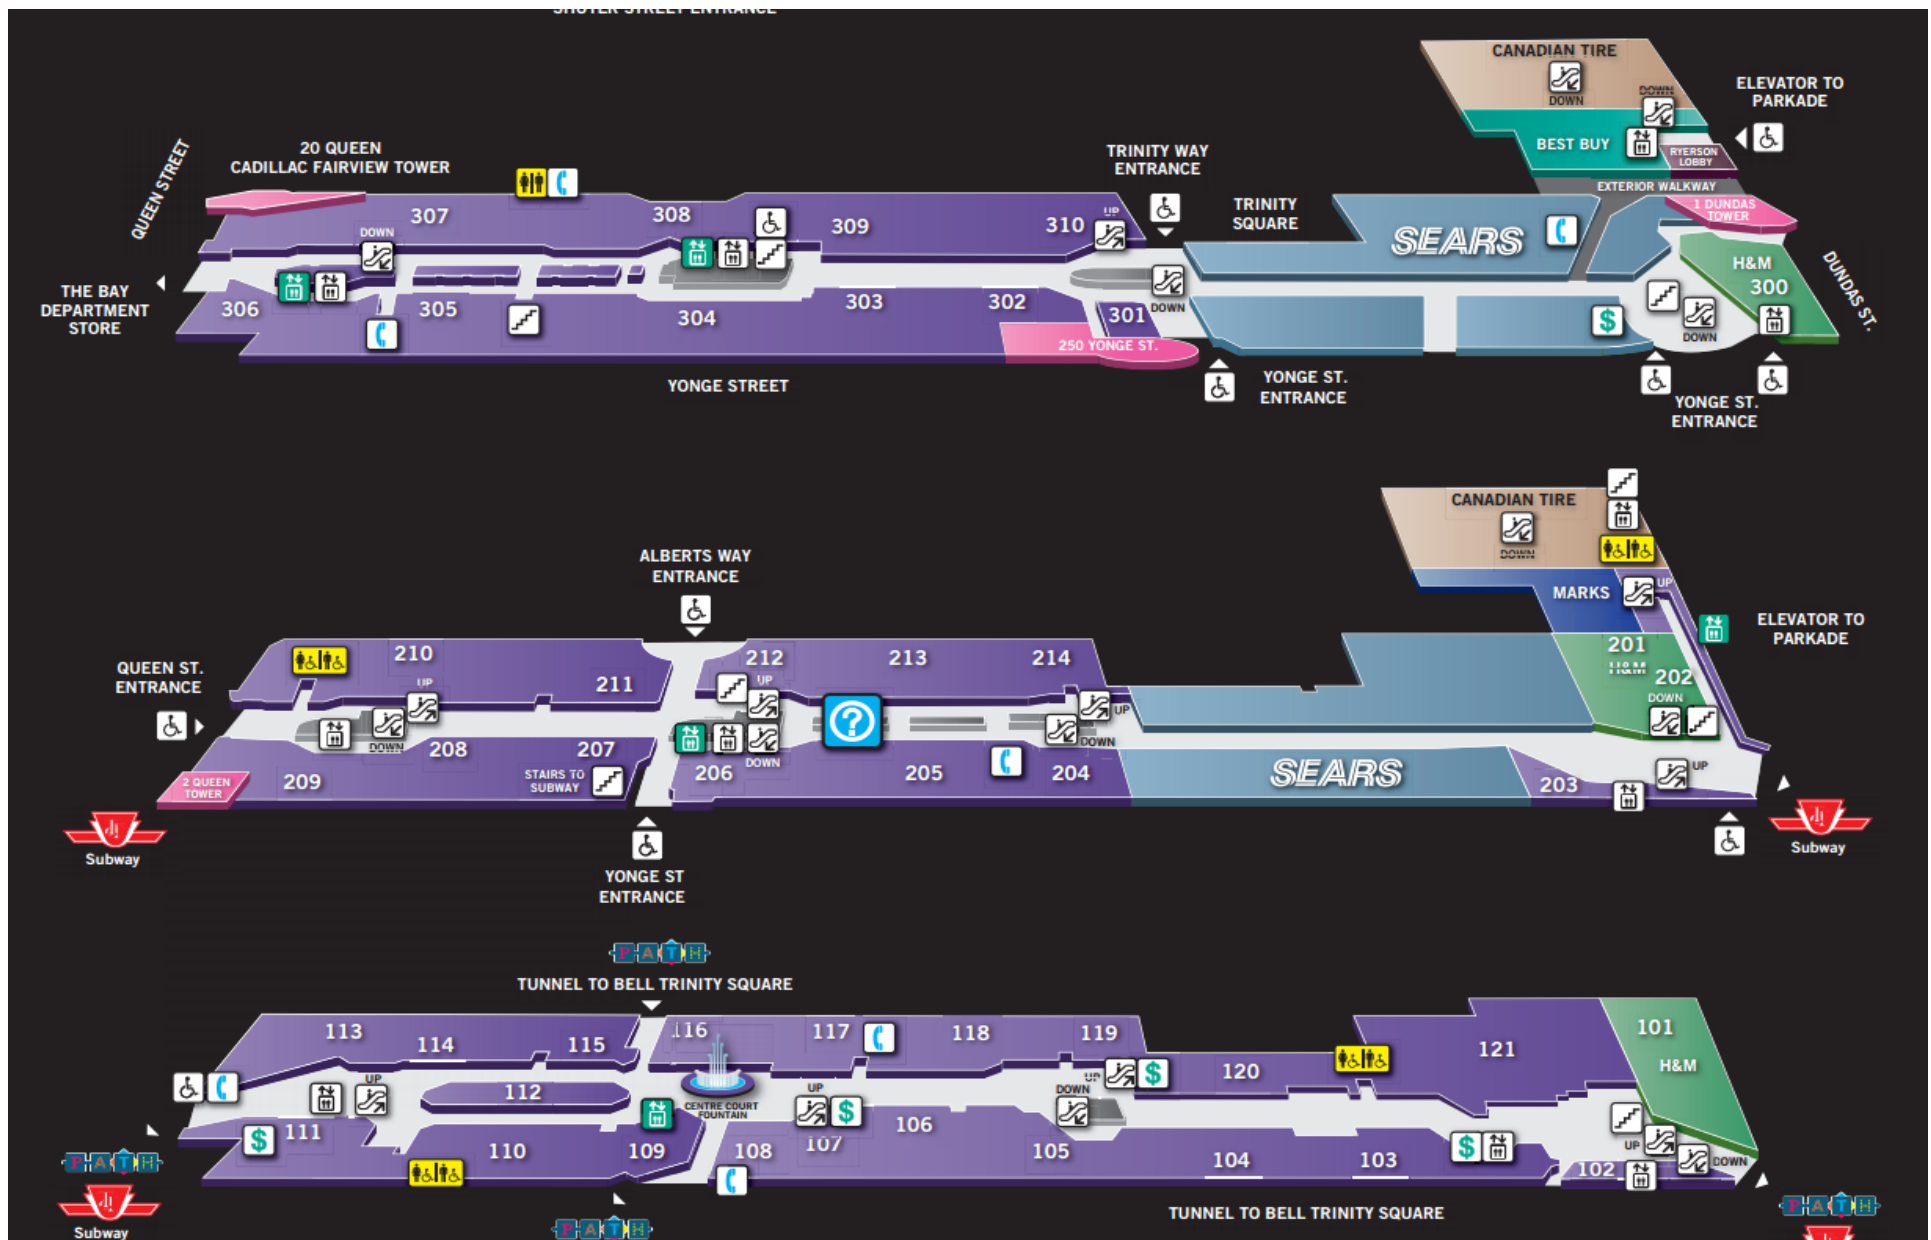 SHUTER STREET ENTRANCE
CANADIAN TIRE
DOWN
DOWN
ELEVATOR TO
PARKADE
BEST BUY
RYERSON
LOBBY
EXTERIOR WALKWAY
1 DUNDAS
TOWER
QUEEN STREET
20 QUEEN
CADILLAC FAIRVIEW TOWER
TRINITY WAY
ENTRANCE
TRINITY
SQUARE
307
308
309
310
UP
DOWN
SEARS
H&M
300
DUNDAS ST.
THE BAY
DEPARTMENT
STORE
306
305
304
303
302
301
DOWN
$
DOWN
250 YONGE ST.
YONGE STREET
YONGE ST.
ENTRANCE
YONGE ST.
ENTRANCE
CANADIAN TIRE
DOWN
MARKS
UP
ELEVATOR TO
PARKADE
ALBERTS WAY
ENTRANCE
QUEEN ST.
ENTRANCE
210
211
212
213
214
201
H&M
202
DOWN
UP
UP
?
UP
DOWN
DOWN
DOWN
209
208
207
206
205
204
SEARS
203
UP
STAIRS TO
SUBWAY
2 QUEEN
TOWER
Subway
Subway
YONGE ST
ENTRANCE
PATH
TUNNEL TO BELL TRINITY SQUARE
113
114
115
116
117
118
119
120
121
101
H&M
UP
112
CENTRE COURT
FOUNTAIN
UP
$
UP
$
DOWN
$
111
110
109
108
107
106
105
104
103
$
102
UP
DOWN
PATH
Subway
PATH
TUNNEL TO BELL TRINITY SQUARE
PATH